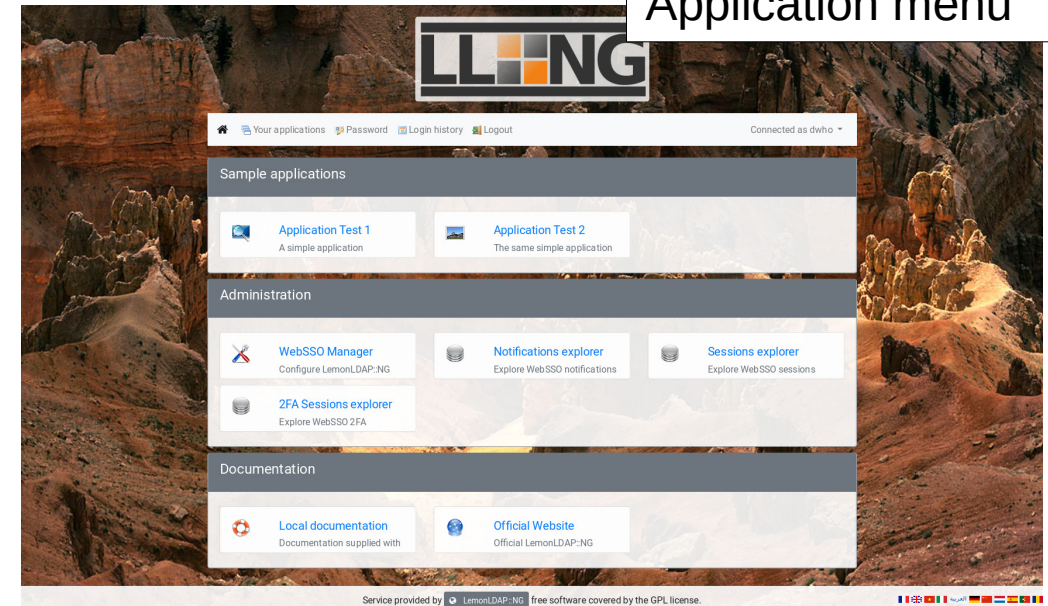 Application menu
LL NG
Your applications Password Login history Logout Connected as dwho
Sample applications
Application Test 1 Application Test 2
A simple application The same simple application
Administration
WebSSO Manager Notifications explorer Sessions explorer
Configure LemonLDAP::NG Explore WebSSO notifications Explore WebSSO sessions
2FA Sessions explorer
Explore WebSSO 2FA
Documentation
Local documentation Official Website
Documentation supplied with Official LemonLDAP::NG
Service provided by LemonLDAP::NG free software covered by the GPL license. العربية